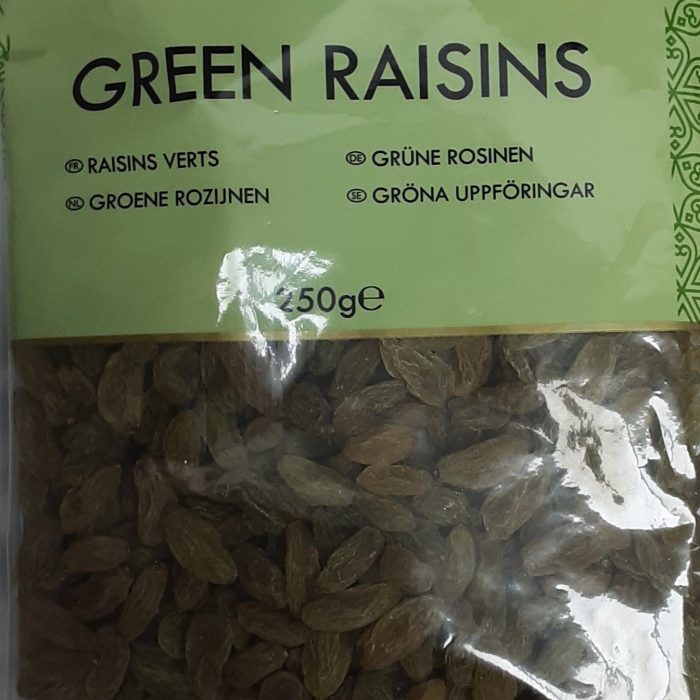 GREEN RAISINS
FR RAISINS VERTS
DE GRÜNE ROSINEN
NL GROENE ROZIJNEN
SE GRÖNA UPPFÖRINGAR
250g℮